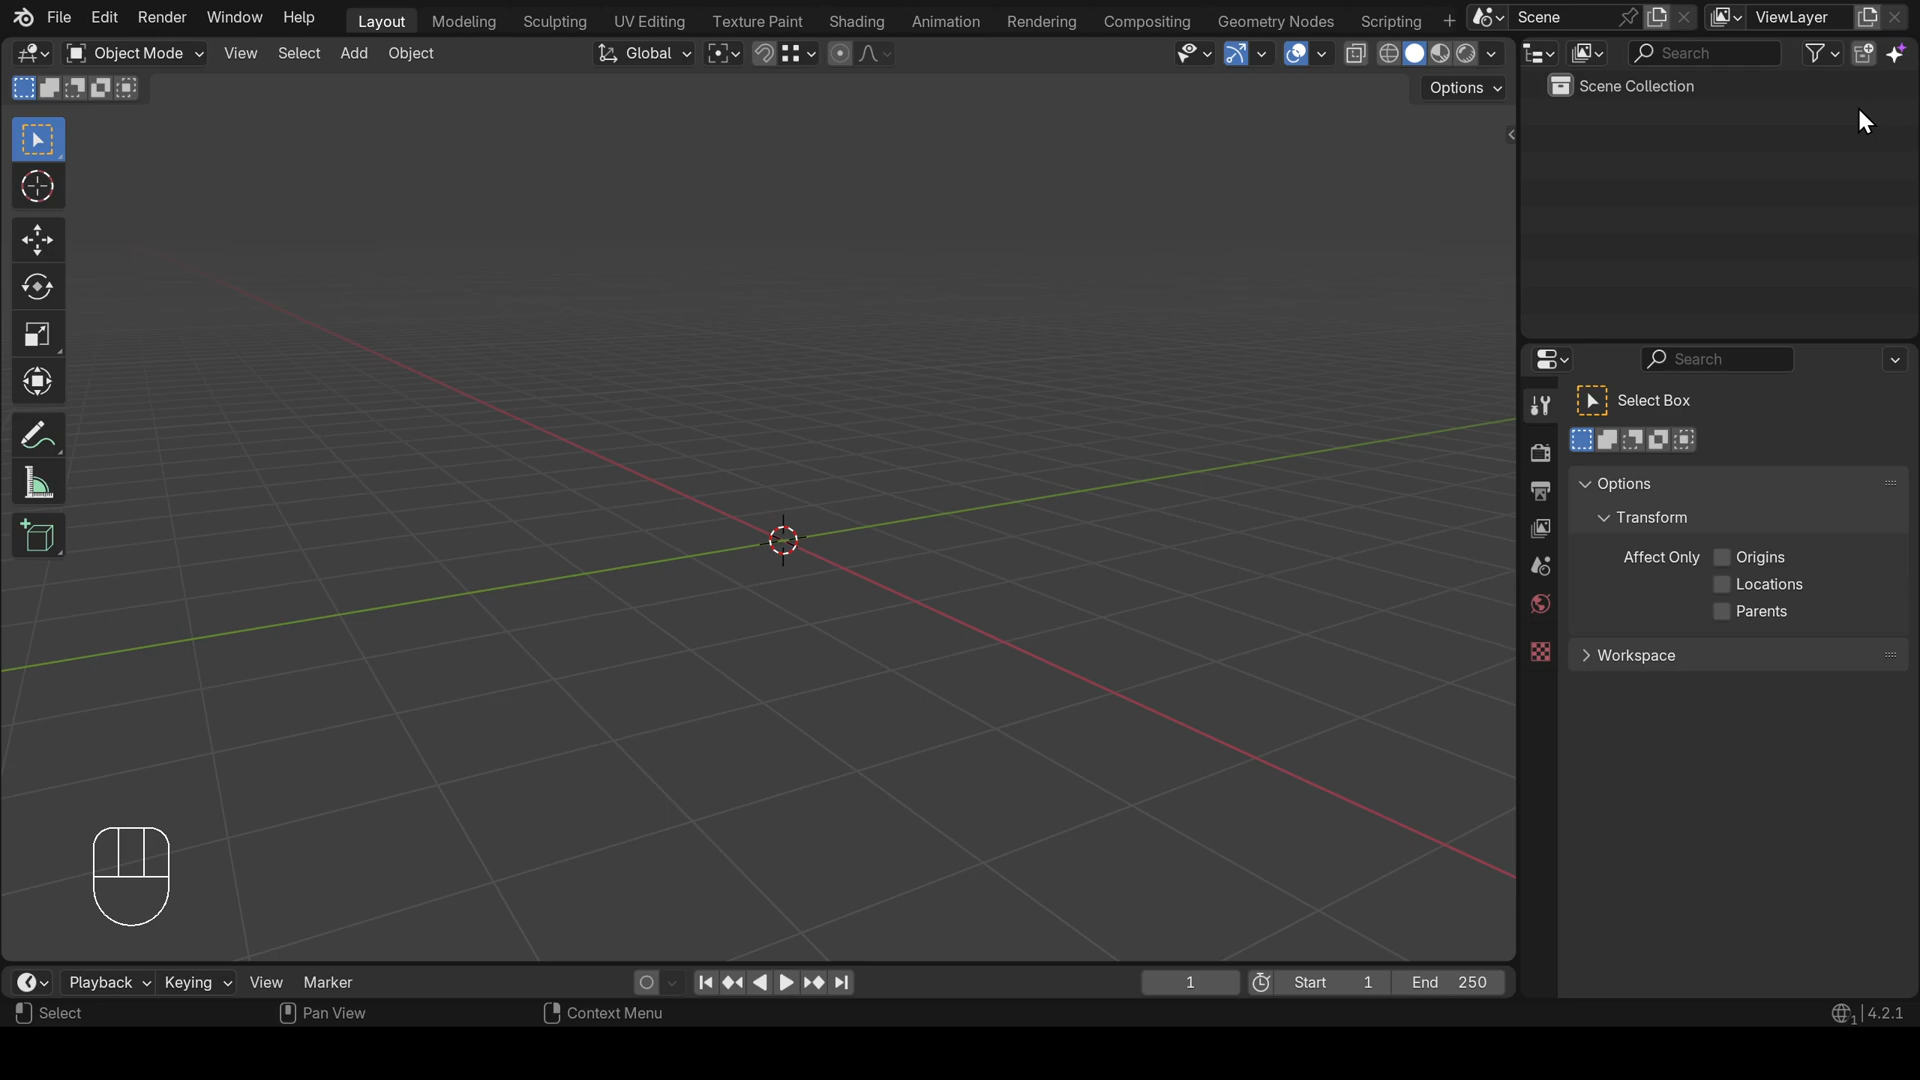 File Edit Render Window Help Layout Modeling Sculpting UV Editing Texture Paint Shading Animation Rendering Compositing Geometry Nodes Scripting + Scene ViewLayer
Object Mode View Select Add Object Global Search
Options
Scene Collection
Search
Select Box
Options
Transform
Affect Only Origins
Locations
Parents
Workspace
Playback Keying View Marker 1 Start 1 End 250
Select Pan View Context Menu 1 4.2.1